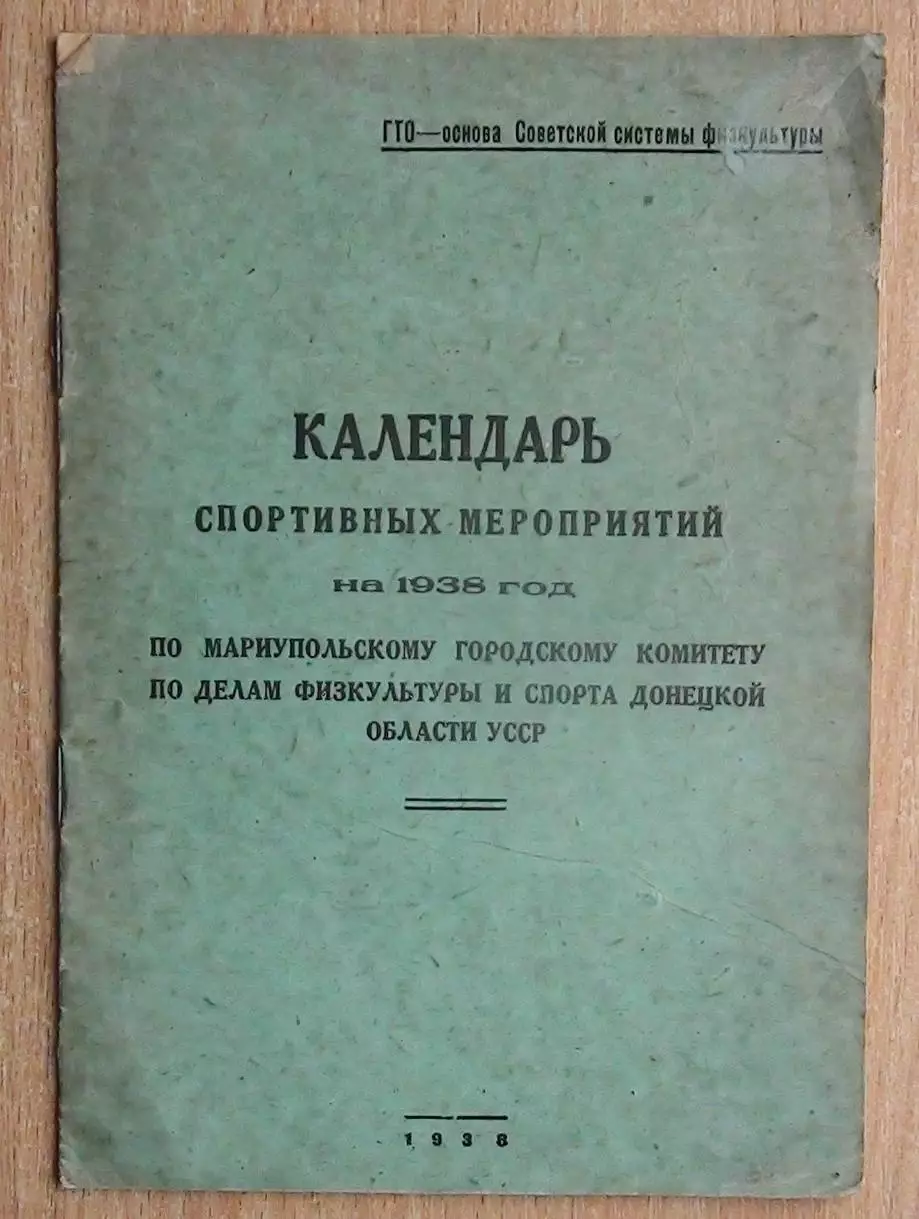 ГТО—основа Советской системы физкультуры
КАЛЕНДАРЬ
СПОРТИВНЫХ МЕРОПРИЯТИЙ
на 1938 год
ПО МАРИУПОЛЬСКОМУ ГОРОДСКОМУ КОМИТЕТУ
ПО ДЕЛАМ ФИЗКУЛЬТУРЫ И СПОРТА ДОНЕЦКОЙ
ОБЛАСТИ УССР
1938